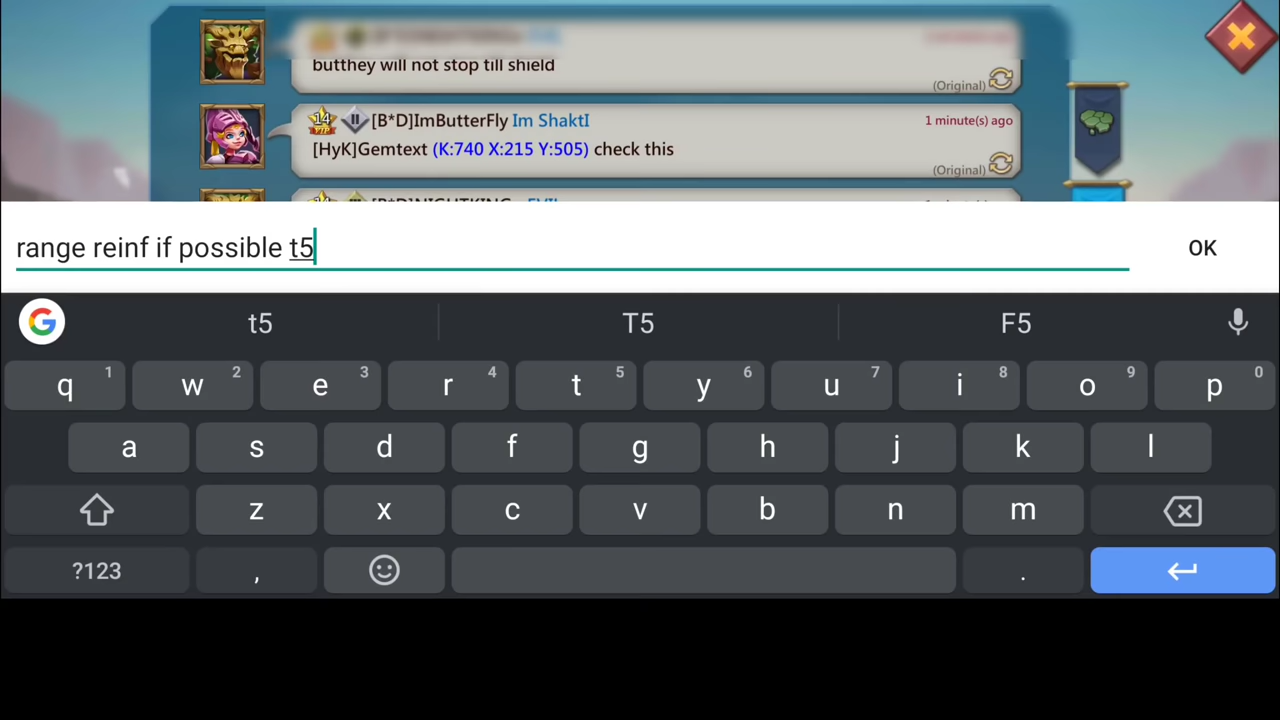 butthey will not stop till shield
(Original)
14
VIP
II
[B*D]ImButterFly Im ShaktI
1 minute(s) ago
[HyK]Gemtext (K:740 X:215 Y:505) check this
(Original)
range reinf if possible t5
OK
G
t5
T5
F5
q 1 w 2 e 3 r 4 t 5 y 6 u 7 i 8 o 9 p 0
a s d f g h j k l
z x c v b n m
?123 , .